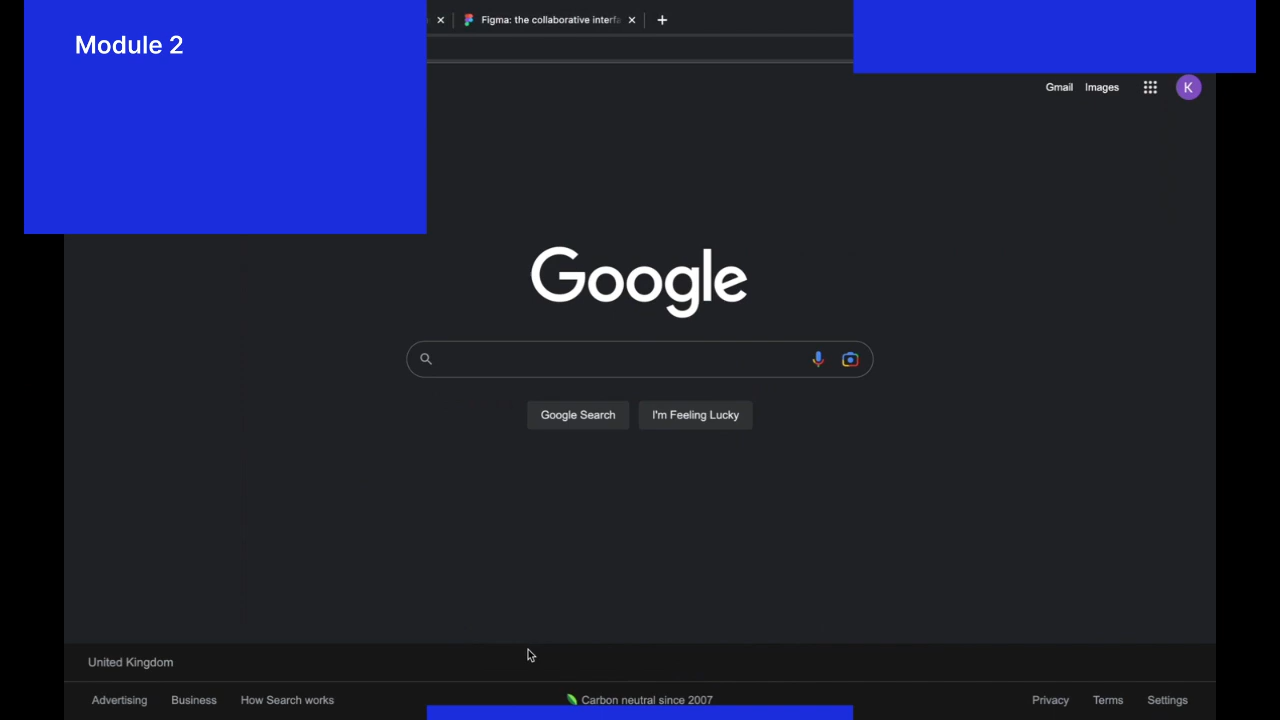 Module 2
Figma: the collaborative interfa
Gmail Images
K
Google
Google Search I'm Feeling Lucky
United Kingdom
Advertising Business How Search works Carbon neutral since 2007 Privacy Terms Settings